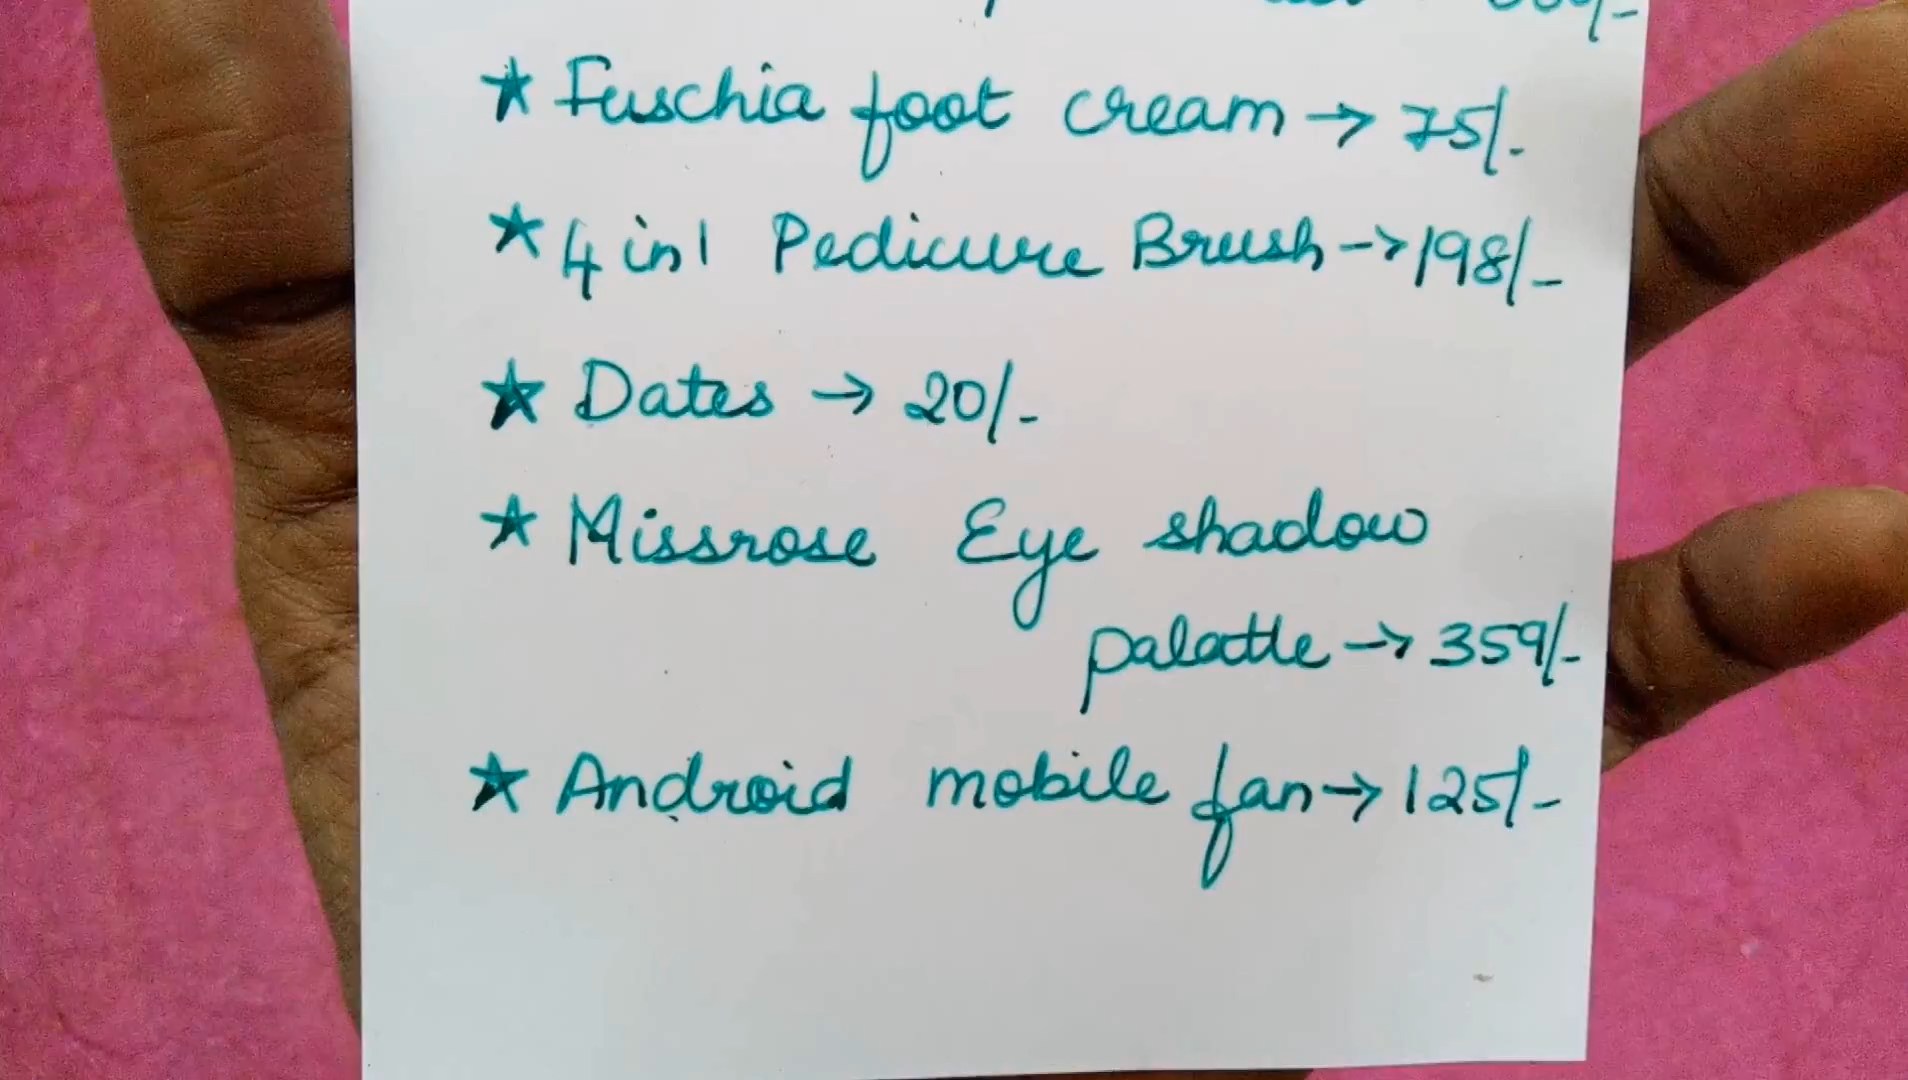 ★ Fuschia foot cream → 75/-
★ 4 in 1 Pedicure Brush → 198/-
★ Dates → 20/-
★ Missrose Eye shadow
palatte → 359/-
★ Android mobile fan → 125/-